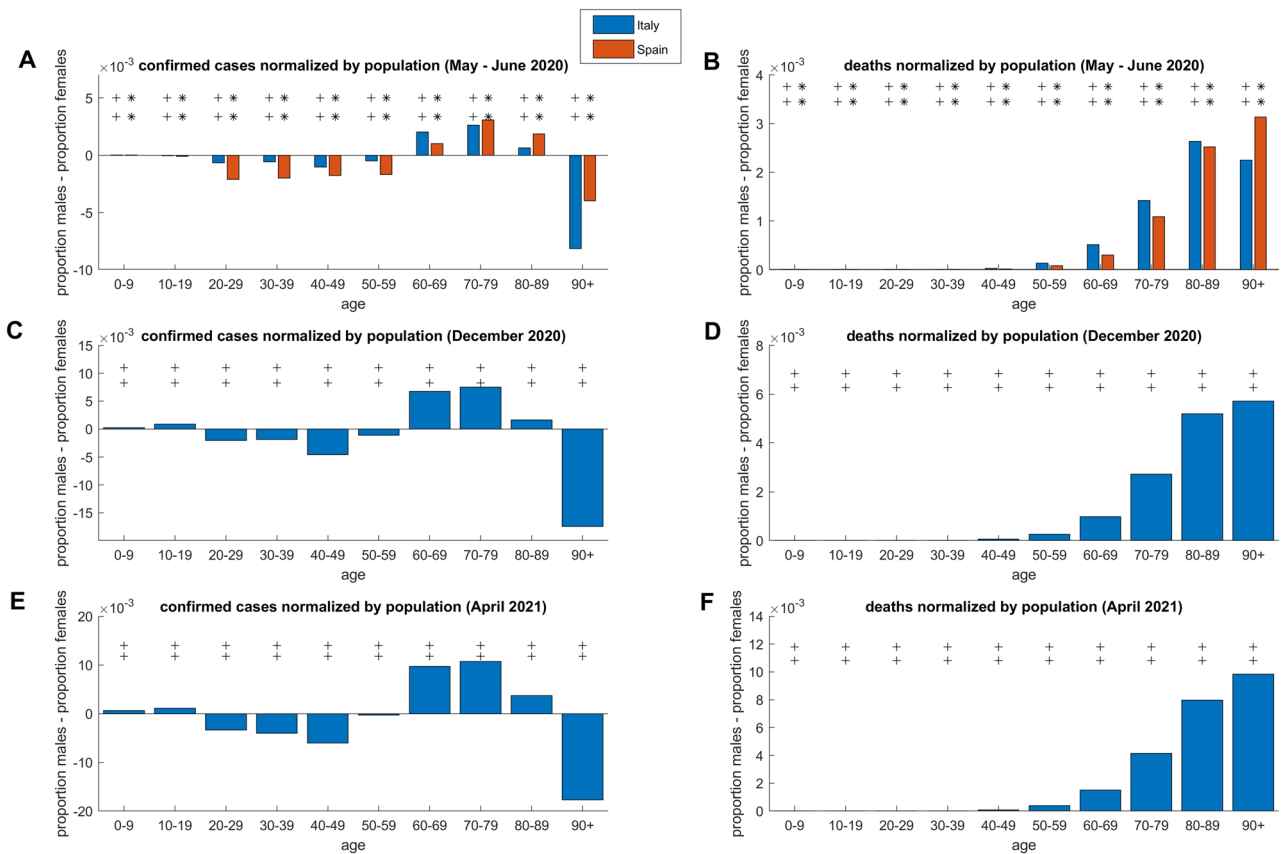 Italy
Spain
A
×10⁻³
confirmed cases normalized by population (May - June 2020)
proportion males - proportion females
5
0
-5
-10
+ * + * + * + * + * + * + * + * + * + *
+ * + * + * + * + * + * + * + * + * + *
0-9 10-19 20-29 30-39 40-49 50-59 60-69 70-79 80-89 90+
age
B
×10⁻³
deaths normalized by population (May - June 2020)
proportion males - proportion females
4
3
2
1
0
+ * + * + * + * + * + * + * + * + * + *
+ * + * + * + * + * + * + * + * + * + *
0-9 10-19 20-29 30-39 40-49 50-59 60-69 70-79 80-89 90+
age
C
×10⁻³
confirmed cases normalized by population (December 2020)
proportion males - proportion females
15
10
5
0
-5
-10
-15
+ + + + + + + + + +
+ + + + + + + + + +
0-9 10-19 20-29 30-39 40-49 50-59 60-69 70-79 80-89 90+
age
D
×10⁻³
deaths normalized by population (December 2020)
proportion males - proportion females
8
6
4
2
0
+ + + + + + + + + +
+ + + + + + + + + +
0-9 10-19 20-29 30-39 40-49 50-59 60-69 70-79 80-89 90+
age
E
×10⁻³
confirmed cases normalized by population (April 2021)
proportion males - proportion females
20
10
0
-10
-20
+ + + + + + + + + +
+ + + + + + + + + +
0-9 10-19 20-29 30-39 40-49 50-59 60-69 70-79 80-89 90+
age
F
×10⁻³
deaths normalized by population (April 2021)
proportion males - proportion females
14
12
10
8
6
4
2
0
+ + + + + + + + + +
+ + + + + + + + + +
0-9 10-19 20-29 30-39 40-49 50-59 60-69 70-79 80-89 90+
age